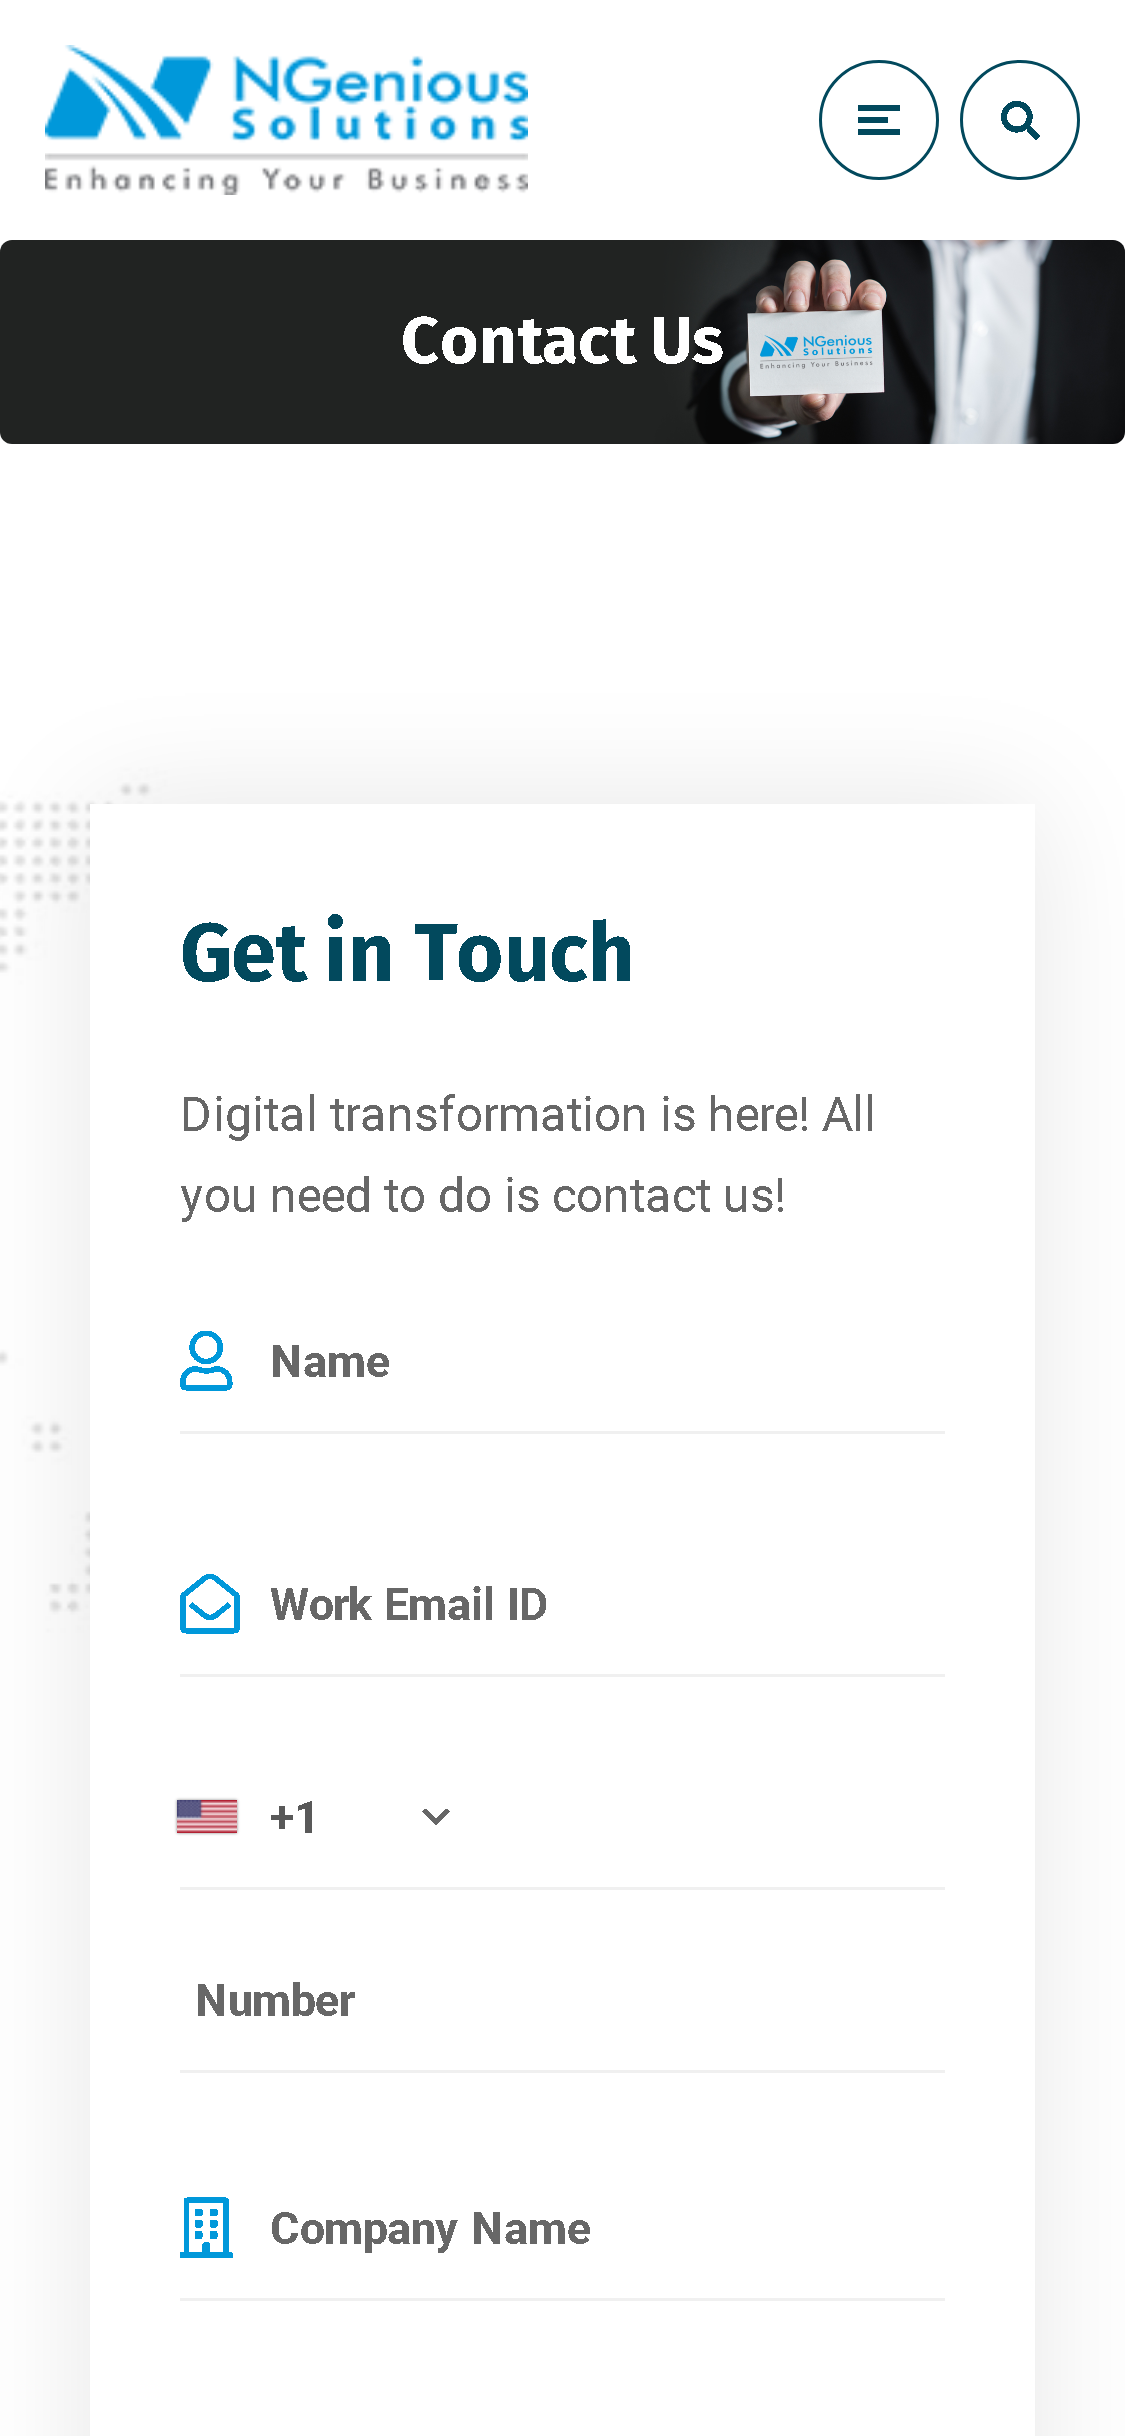 NGenious
Solutions
Enhancing Your Business
Contact Us
NGenious
Solutions
Enhancing Your Business
Get in Touch
Digital transformation is here! All
you need to do is contact us!
Name
Work Email ID
+1
Number
Company Name